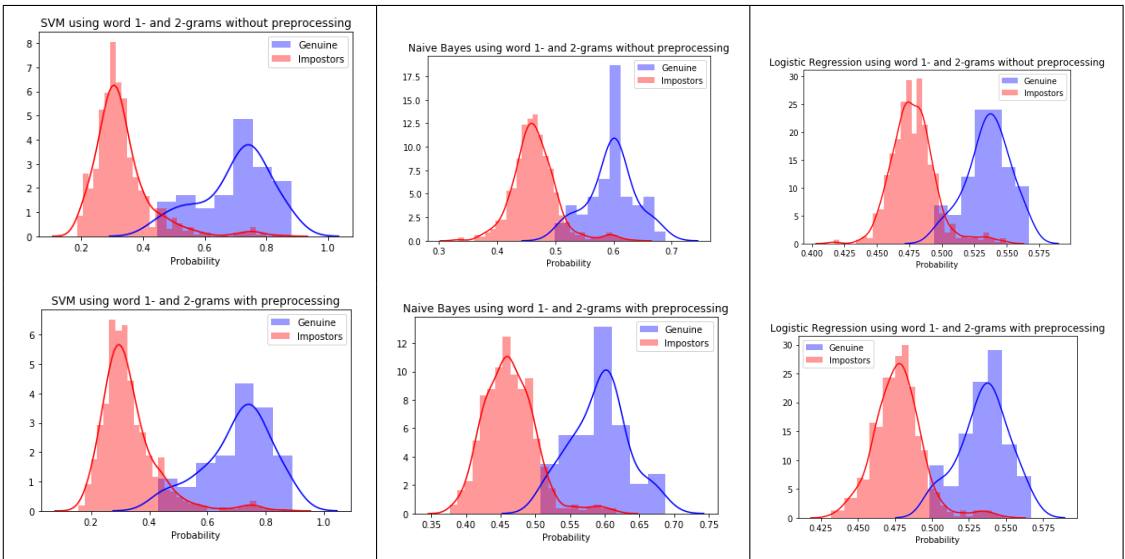 SVM using word 1- and 2-grams without preprocessing
8
7
6
5
4
3
2
1
0
Genuine
Impostors
0.2 0.4 0.6 0.8 1.0
Probability
Naive Bayes using word 1- and 2-grams without preprocessing
17.5
15.0
12.5
10.0
7.5
5.0
2.5
0.0
Genuine
Impostors
0.3 0.4 0.5 0.6 0.7
Probability
Logistic Regression using word 1- and 2-grams without preprocessing
30
25
20
15
10
5
0
Genuine
Impostors
0.400 0.425 0.450 0.475 0.500 0.525 0.550 0.575
Probability
SVM using word 1- and 2-grams with preprocessing
6
5
4
3
2
1
0
Genuine
Impostors
0.2 0.4 0.6 0.8 1.0
Probability
Naive Bayes using word 1- and 2-grams with preprocessing
12
10
8
6
4
2
0
Genuine
Impostors
0.35 0.40 0.45 0.50 0.55 0.60 0.65 0.70 0.75
Probability
Logistic Regression using word 1- and 2-grams with preprocessing
30
25
20
15
10
5
0
Genuine
Impostors
0.425 0.450 0.475 0.500 0.525 0.550 0.575
Probability